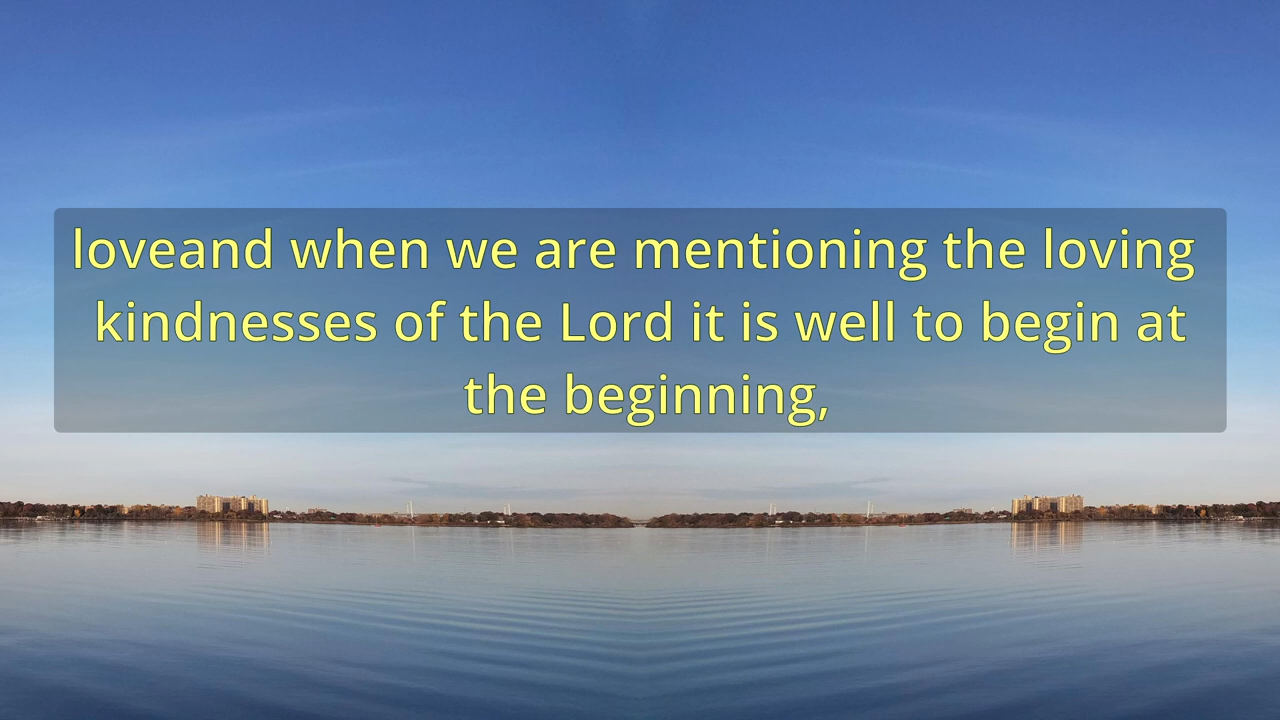 loveand when we are mentioning the loving
kindnesses of the Lord it is well to begin at
the beginning,